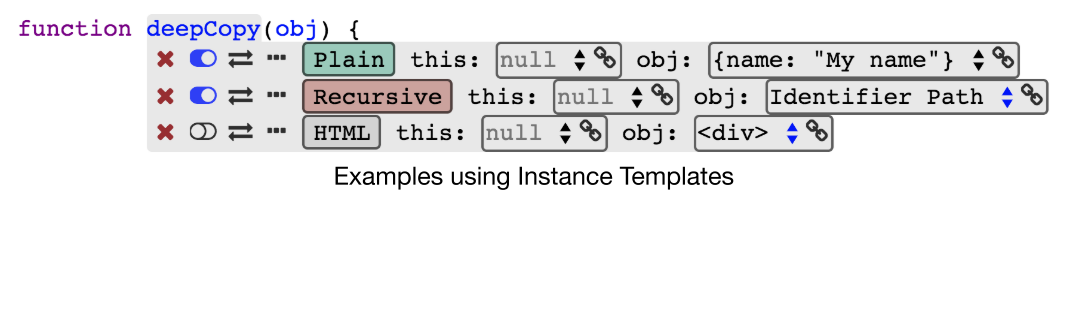 function deepCopy(obj) {
Plain this: null obj: {name: "My name"}
Recursive this: null obj: Identifier Path
HTML this: null obj: <div>
Examples using Instance Templates